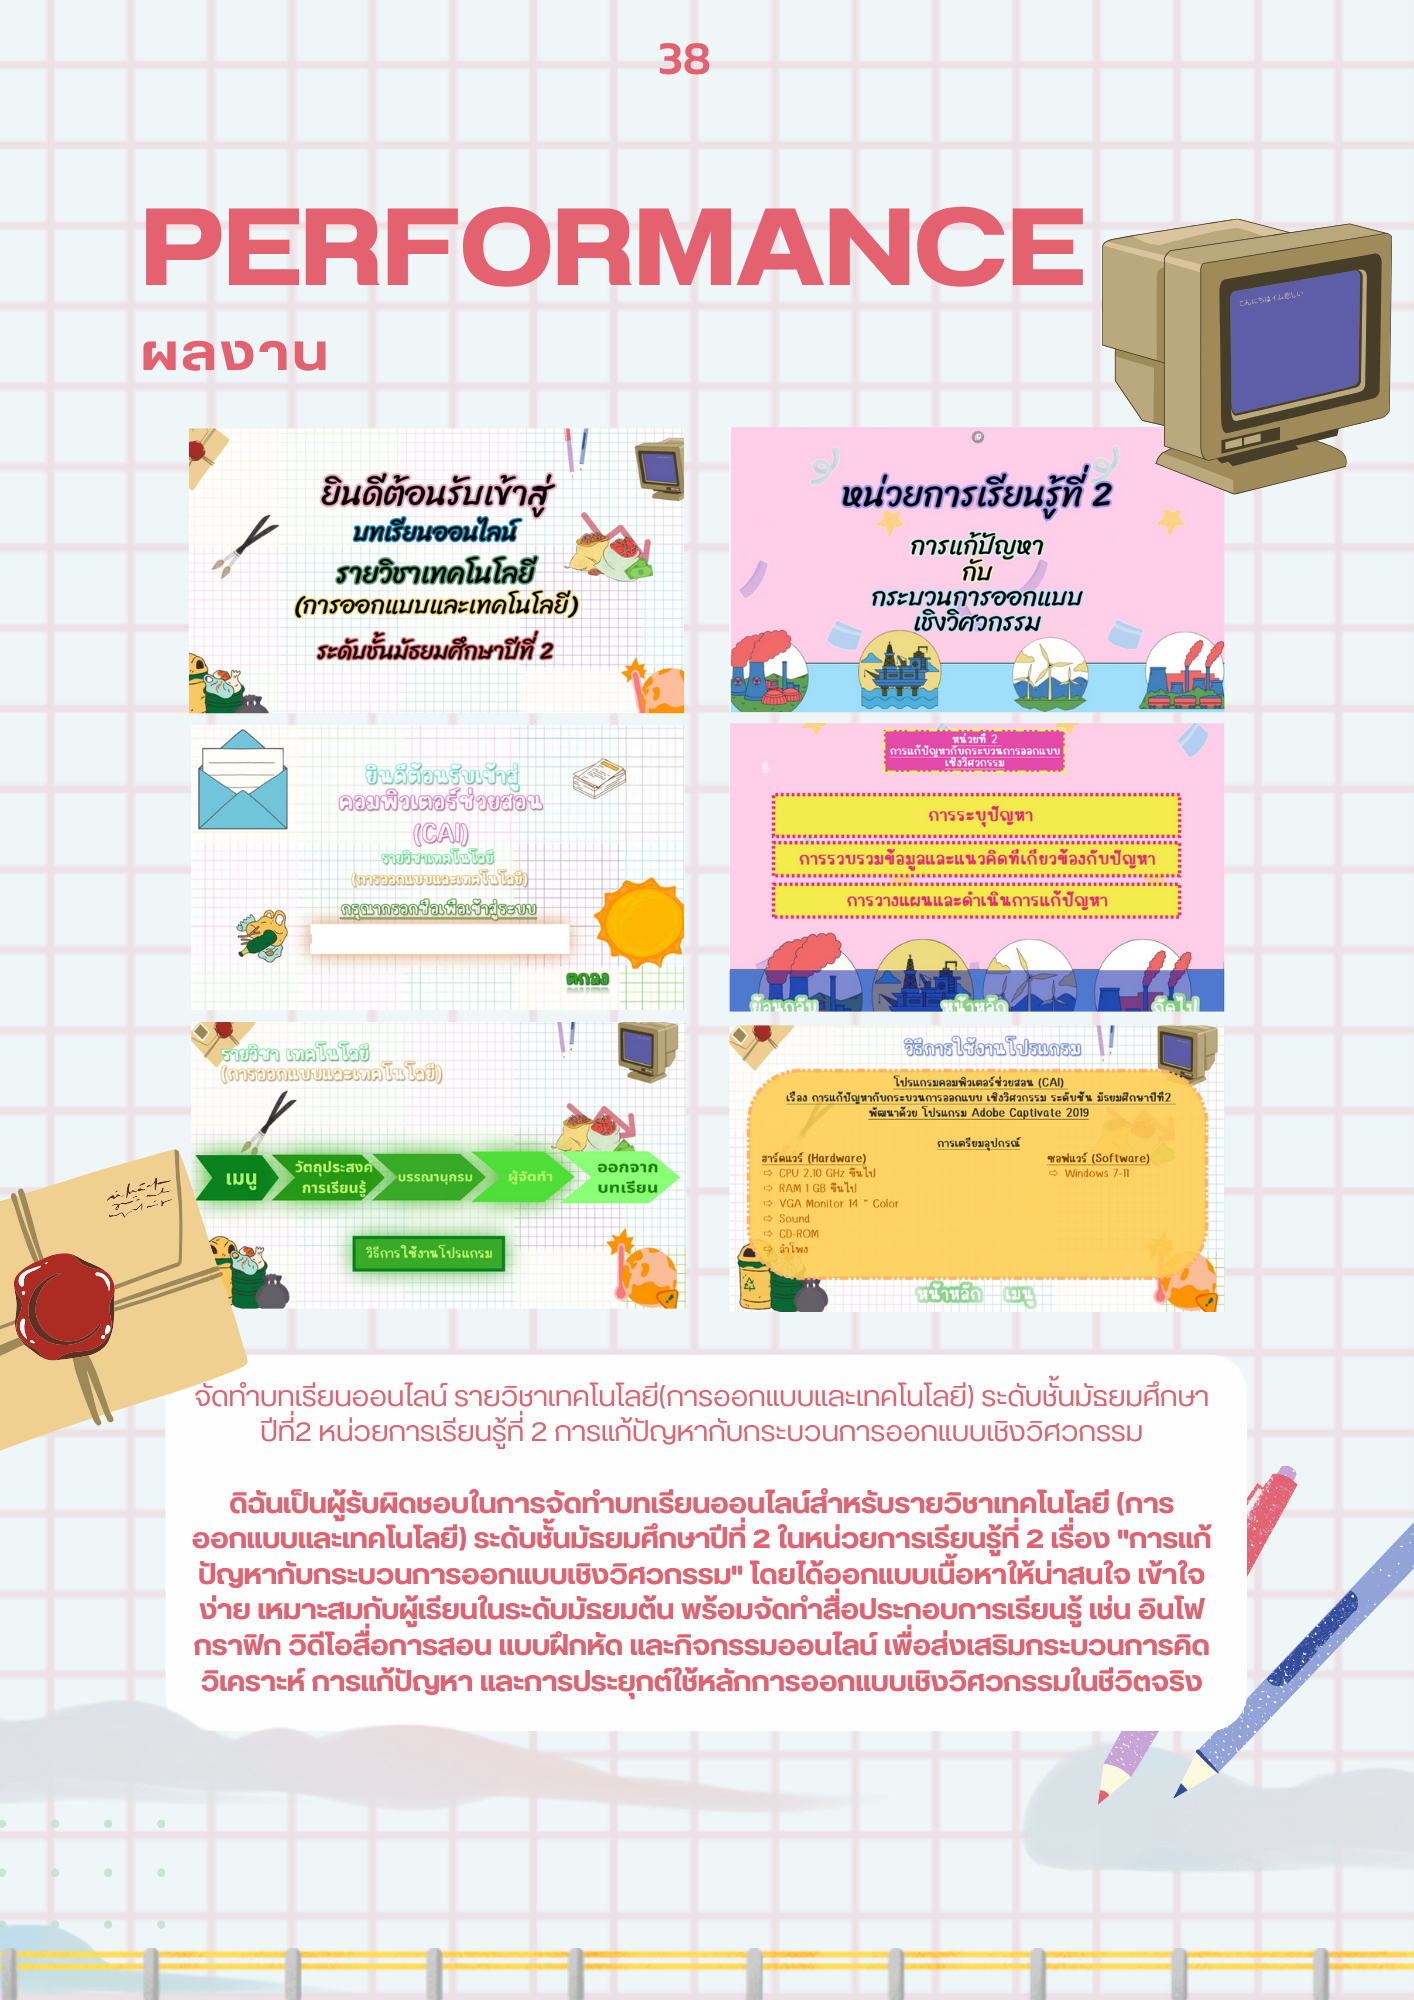 38
PERFORMANCE
こんにちは
ผลงาน
ยินดีต้อนรับเข้าสู่
บทเรียนออนไลน์
รายวิชาเทคโนโลยี
(การออกแบบและเทคโนโลยี)
ระดับชั้นมัธยมศึกษาปีที่ 2
หน่วยการเรียนรู้ที่ 2
การแก้ปัญหา
กับ
กระบวนการออกแบบ
เชิงวิศวกรรม
ยินดีต้อนรับเข้าสู่
คอมพิวเตอร์ช่วยสอน
(CAI)
รายวิชาเทคโนโลยี
(การออกแบบและเทคโนโลยี)
กรุณากรอกชื่อเพื่อเข้าสู่ระบบ
ตกลง
หน่วยที่ 2
การแก้ปัญหากับกระบวนการออกแบบ
เชิงวิศวกรรม
การระบุปัญหา
การรวบรวมข้อมูลและแนวคิดที่เกี่ยวข้องกับปัญหา
การวางแผนและดำเนินการแก้ปัญหา
ย้อนกลับ หน้าหลัก ถัดไป
รายวิชา เทคโนโลยี
(การออกแบบและเทคโนโลยี)
เมนู
วัตถุประสงค์
การเรียนรู้
บรรณานุกรม
ผู้จัดทำ
ออกจาก
บทเรียน
วิธีการใช้งานโปรแกรม
วิธีการใช้งานโปรแกรม
โปรแกรมคอมพิวเตอร์ช่วยสอน (CAI)
เรื่อง การแก้ปัญหากับกระบวนการออกแบบ เชิงวิศวกรรม ระดับชั้น มัธยมศึกษาปีที่2
พัฒนาด้วย โปรแกรม Adobe Captivate 2019
การเตรียมอุปกรณ์
ฮาร์ดแวร์ (Hardware)
⇨ CPU 2.10 GHz ขึ้นไป
⇨ RAM 1 GB ขึ้นไป
⇨ VGA Monitor 14 " Color
⇨ Sound
⇨ CD-ROM
⇨ ลำโพง
ซอฟแวร์ (Software)
⇨ Windows 7-11
หน้าหลัก เมนู
จัดทำบทเรียนออนไลน์ รายวิชาเทคโนโลยี(การออกแบบและเทคโนโลยี) ระดับชั้นมัธยมศึกษา
ปีที่2 หน่วยการเรียนรู้ที่ 2 การแก้ปัญหากับกระบวนการออกแบบเชิงวิศวกรรม
ดิฉันเป็นผู้รับผิดชอบในการจัดทำบทเรียนออนไลน์สำหรับรายวิชาเทคโนโลยี (การ
ออกแบบและเทคโนโลยี) ระดับชั้นมัธยมศึกษาปีที่ 2 ในหน่วยการเรียนรู้ที่ 2 เรื่อง "การแก้
ปัญหากับกระบวนการออกแบบเชิงวิศวกรรม" โดยได้ออกแบบเนื้อหาให้น่าสนใจ เข้าใจ
ง่าย เหมาะสมกับผู้เรียนในระดับมัธยมต้น พร้อมจัดทำสื่อประกอบการเรียนรู้ เช่น อินโฟ
กราฟิก วิดีโอสื่อการสอน แบบฝึกหัด และกิจกรรมออนไลน์ เพื่อส่งเสริมกระบวนการคิด
วิเคราะห์ การแก้ปัญหา และการประยุกต์ใช้หลักการออกแบบเชิงวิศวกรรมในชีวิตจริง